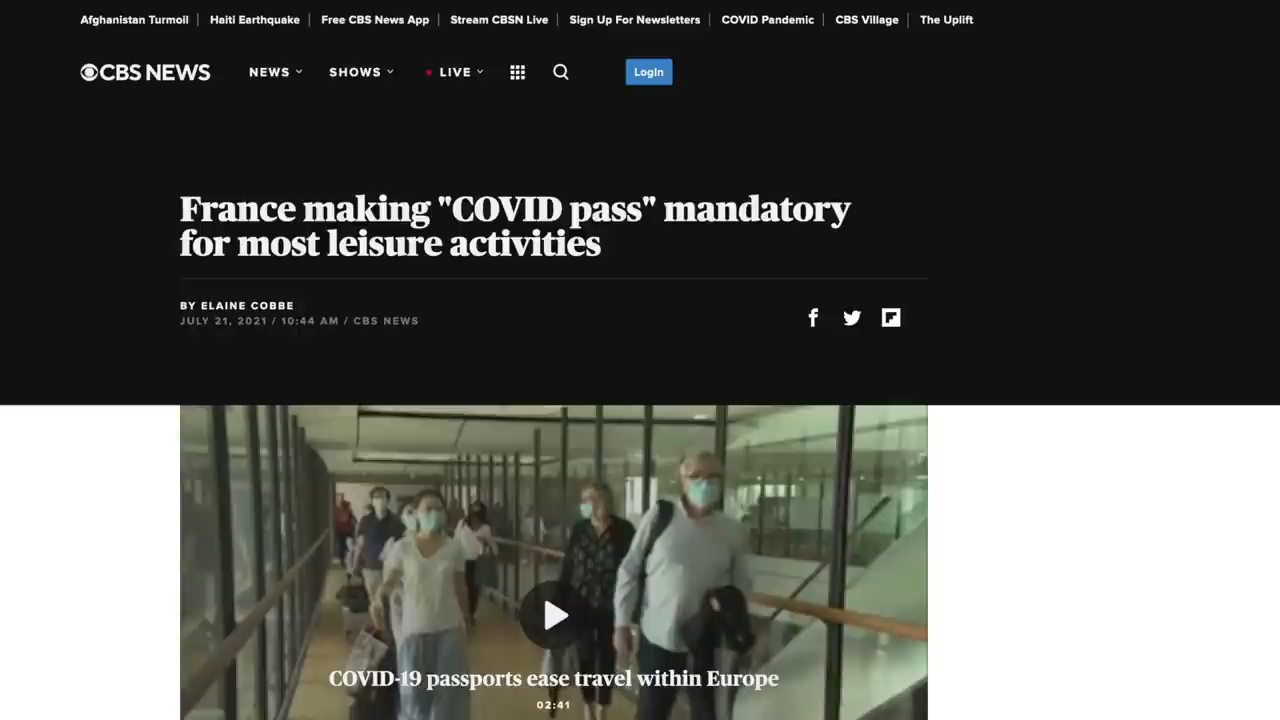 Afghanistan Turmoil | Haiti Earthquake | Free CBS News App | Stream CBSN Live | Sign Up For Newsletters | COVID Pandemic | CBS Village | The Uplift
CBS NEWS NEWS SHOWS LIVE Login
France making "COVID pass" mandatory
for most leisure activities
BY ELAINE COBBE
JULY 21, 2021 / 10:44 AM / CBS NEWS
COVID-19 passports ease travel within Europe
02:41